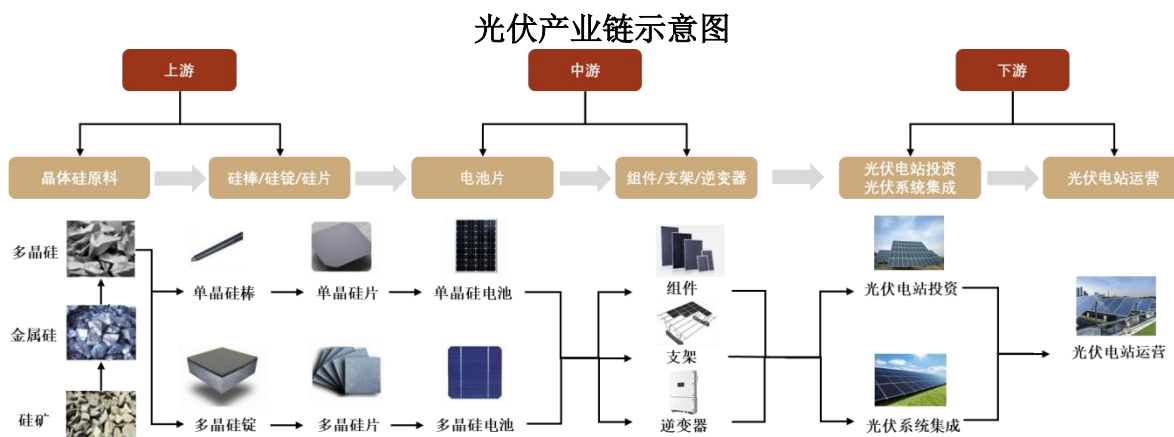 光伏产业链示意图
上游
中游
下游
晶体硅原料
硅棒/硅锭/硅片
电池片
组件/支架/逆变器
光伏电站投资
光伏系统集成
光伏电站运营
多晶硅
单晶硅棒
单晶硅片
单晶硅电池
组件
光伏电站投资
金属硅
支架
光伏电站运营
硅矿
多晶硅锭
多晶硅片
多晶硅电池
逆变器
光伏系统集成